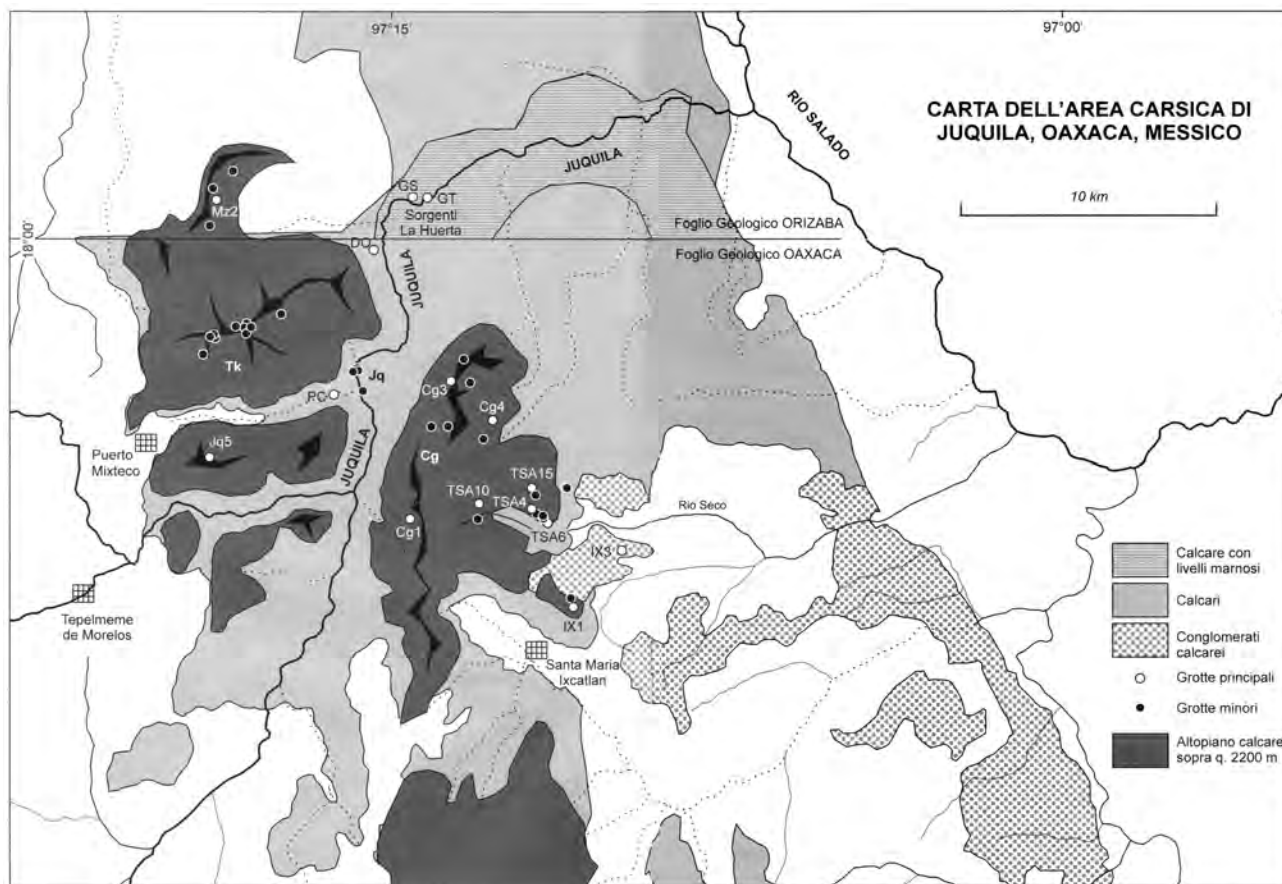 97°15'
97°00'
CARTA DELL'AREA CARSICA DI
JUQUILA, OAXACA, MESSICO
10 km
RIO SALADO
JUQUILA
GS
GT
Sorgenti
La Huerta
Mz2
Foglio Geologico ORIZABA
18°00'
DO
Foglio Geologico OAXACA
JUQUILA
Tk
Jq
Cg3
PC
Cg4
Puerto
Mixteco
Jq5
JUQUILA
Cg
TSA15
TSA10
TSA4
Rio Seco
Cg1
TSA6
IX3
Tepelmeme
de Morelos
IX1
Santa Maria
Ixcatlan
Calcare con
livelli marnosi
Calcari
Conglomerati
calcarei
Grotte principali
Grotte minori
Altopiano calcare
sopra q. 2200 m